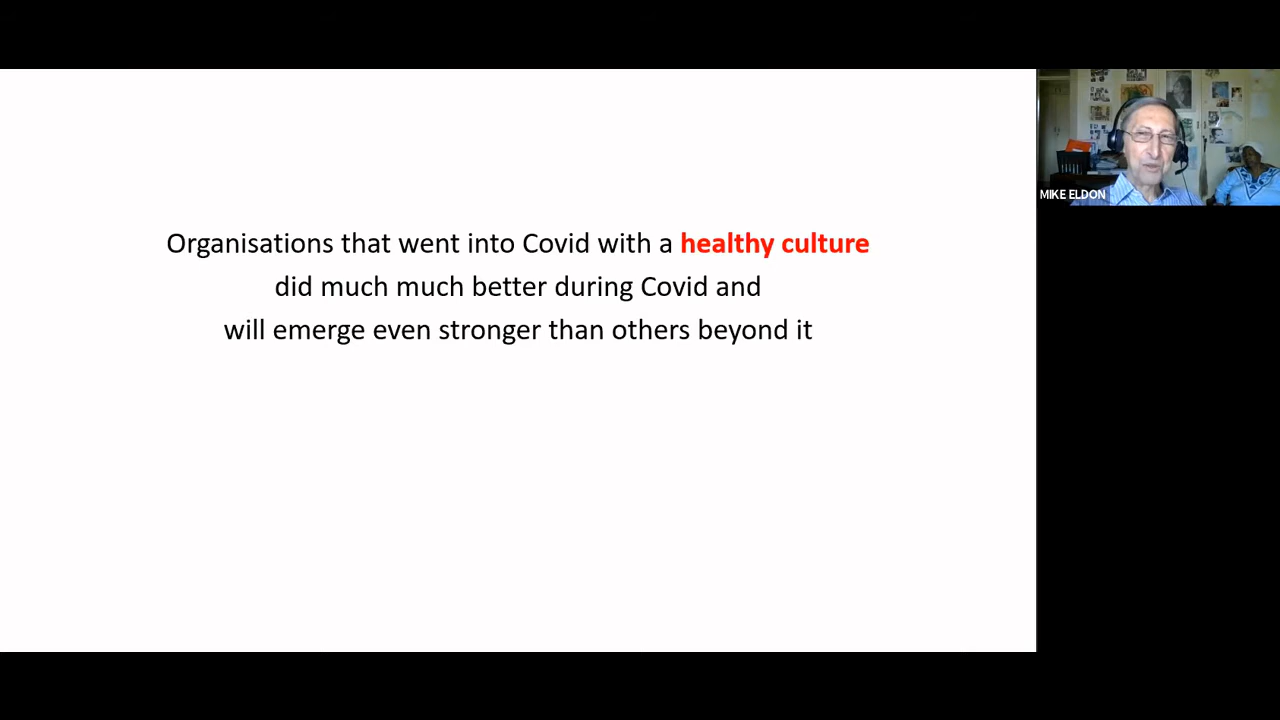 Organisations that went into Covid with a healthy culture
did much much better during Covid and
will emerge even stronger than others beyond it
MIKE ELDON